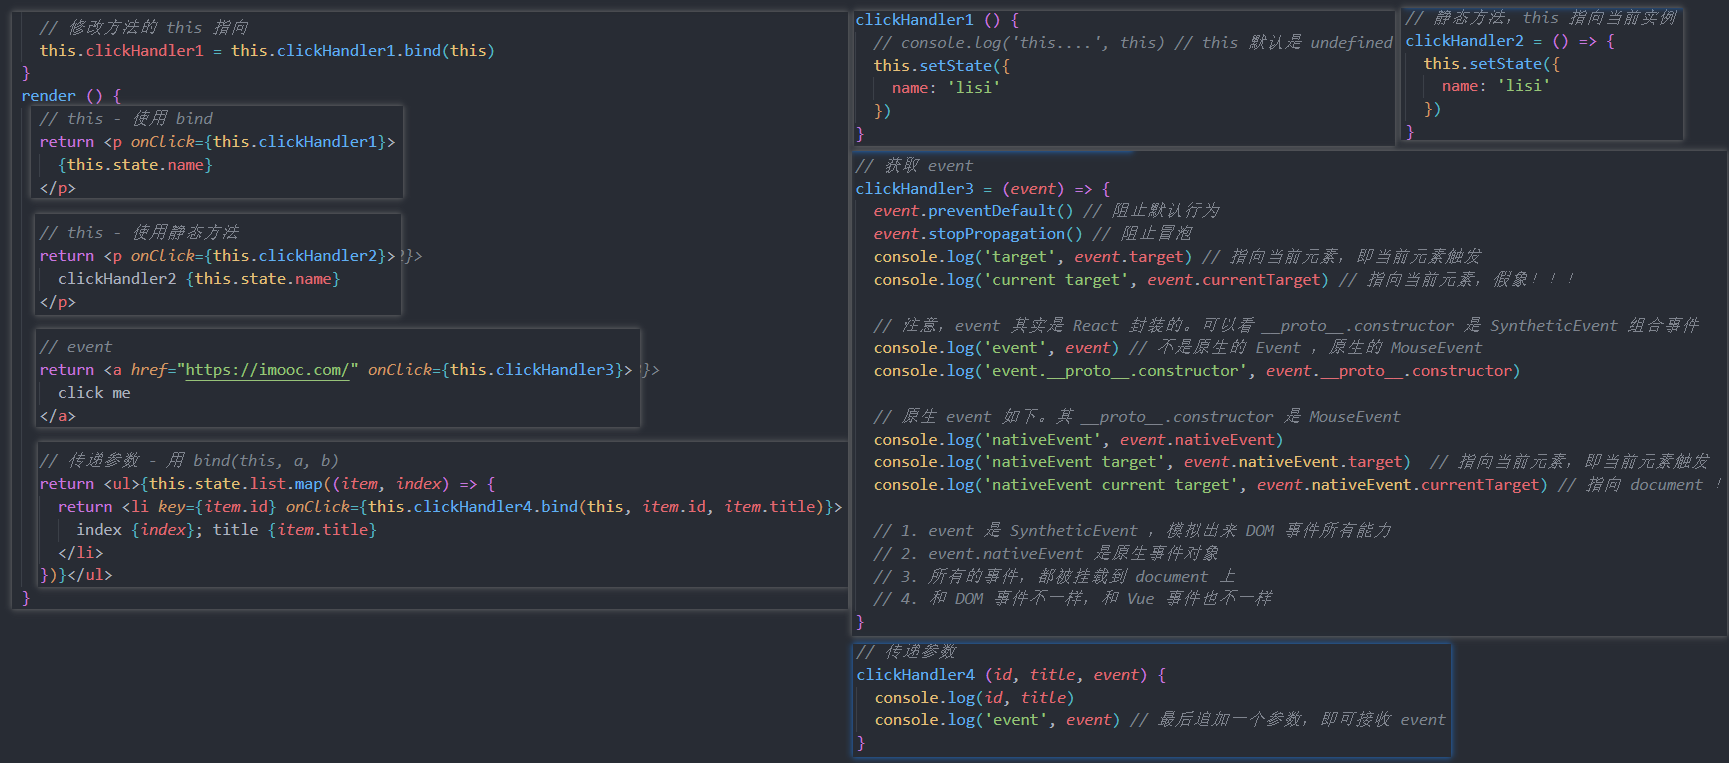 // 修改方法的 this 指向
this.clickHandler1 = this.clickHandler1.bind(this)
}
render () {
// this - 使用 bind
return <p onClick={this.clickHandler1}>
{this.state.name}
</p>
// this - 使用静态方法
return <p onClick={this.clickHandler2}>2}>
clickHandler2 {this.state.name}
</p>
// event
return <a href="https://imooc.com/" onClick={this.clickHandler3}>}>
click me
</a>
// 传递参数 - 用 bind(this, a, b)
return <ul>{this.state.list.map((item, index) => {
return <li key={item.id} onClick={this.clickHandler4.bind(this, item.id, item.title)}>
index {index}; title {item.title}
</li>
})}</ul>
}
clickHandler1 () {
// console.log('this....', this) // this 默认是 undefined
this.setState({
name: 'lisi'
})
}
// 静态方法，this 指向当前实例
clickHandler2 = () => {
this.setState({
name: 'lisi'
})
}
// 获取 event
clickHandler3 = (event) => {
event.preventDefault() // 阻止默认行为
event.stopPropagation() // 阻止冒泡
console.log('target', event.target) // 指向当前元素，即当前元素触发
console.log('current target', event.currentTarget) // 指向当前元素，假象！！！
// 注意，event 其实是 React 封装的。可以看 __proto__.constructor 是 SyntheticEvent 组合事件
console.log('event', event) // 不是原生的 Event ，原生的 MouseEvent
console.log('event.__proto__.constructor', event.__proto__.constructor)
// 原生 event 如下。其 __proto__.constructor 是 MouseEvent
console.log('nativeEvent', event.nativeEvent)
console.log('nativeEvent target', event.nativeEvent.target)  // 指向当前元素，即当前元素触发
console.log('nativeEvent current target', event.nativeEvent.currentTarget) // 指向 document ！
// 1. event 是 SyntheticEvent ，模拟出来 DOM 事件所有能力
// 2. event.nativeEvent 是原生事件对象
// 3. 所有的事件，都被挂载到 document 上
// 4. 和 DOM 事件不一样，和 Vue 事件也不一样
}
// 传递参数
clickHandler4 (id, title, event) {
console.log(id, title)
console.log('event', event) // 最后追加一个参数，即可接收 event
}